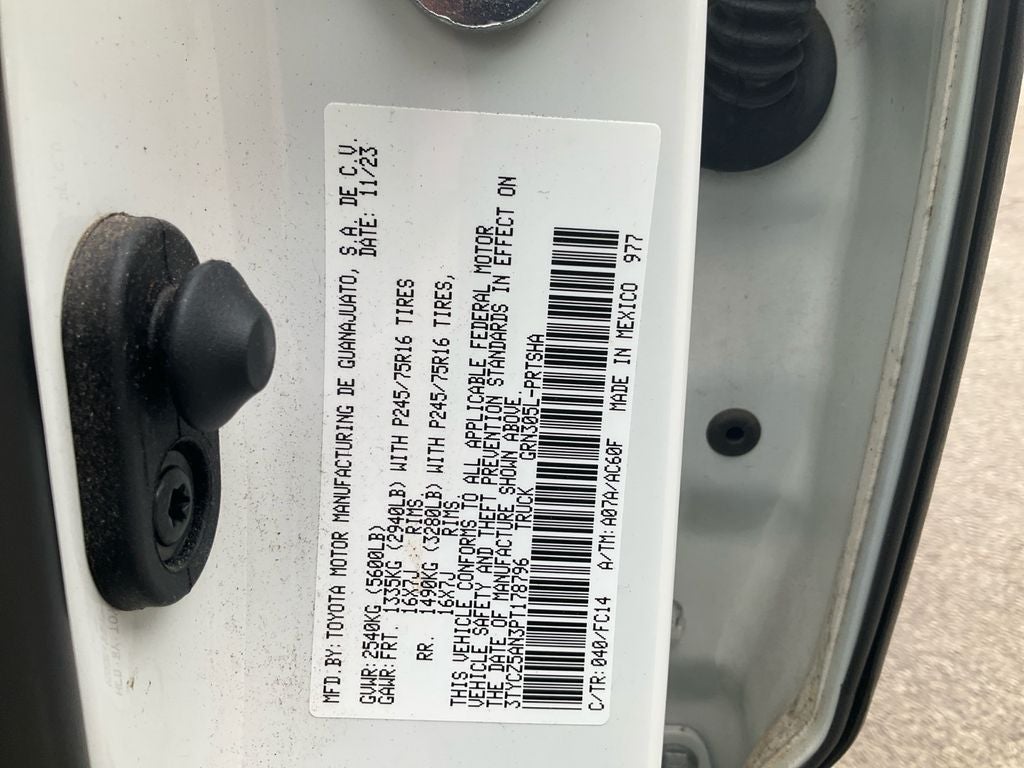 MFD.BY:TOYOTA MOTOR MANUFACTURING DE GUANAJUATO, S.A. DE C.V.
GVWR:2540KG (5600LB) DATE: 11/23
GAWR:FRT. 1335KG (2940LB) WITH P245/75R16 TIRES
16X7J RIMS
RR. 1490KG (3280LB) WITH P245/75R16 TIRES,
16X7J RIMS.
THIS VEHICLE CONFORMS TO ALL APPLICABLE FEDERAL MOTOR
VEHICLE SAFETY AND THEFT PREVENTION STANDARDS IN EFFECT ON
THE DATE OF MANUFACTURE SHOWN ABOVE.
3TYCZ5AN3PT178796 TRUCK GRN305L-PRTSHA
C/TR:040/FC14 A/TM: A07A/AC60F MADE IN MEXICO 977